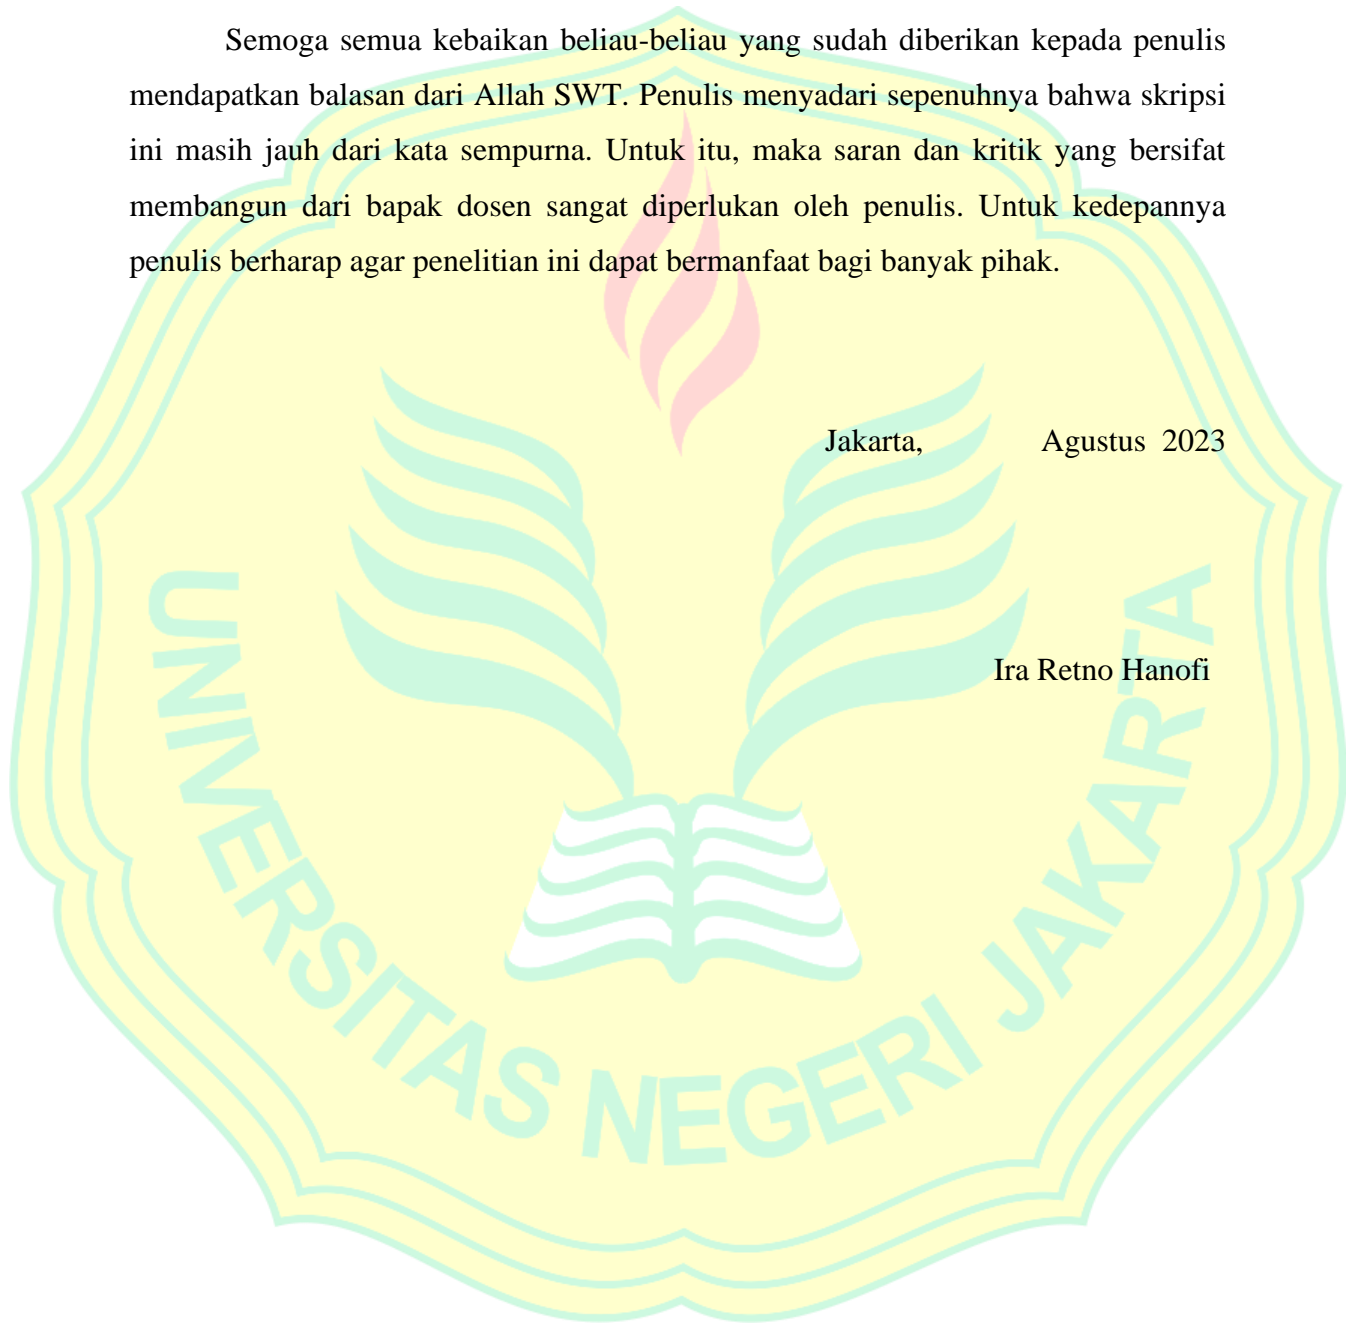 Semoga semua kebaikan beliau-beliau yang sudah diberikan kepada penulis
mendapatkan balasan dari Allah SWT. Penulis menyadari sepenuhnya bahwa skripsi
ini masih jauh dari kata sempurna. Untuk itu, maka saran dan kritik yang bersifat
membangun dari bapak dosen sangat diperlukan oleh penulis. Untuk kedepannya
penulis berharap agar penelitian ini dapat bermanfaat bagi banyak pihak.
Jakarta, Agustus 2023
Ira Retno Hanofi
UNIVERSITAS NEGERI JAKARTA